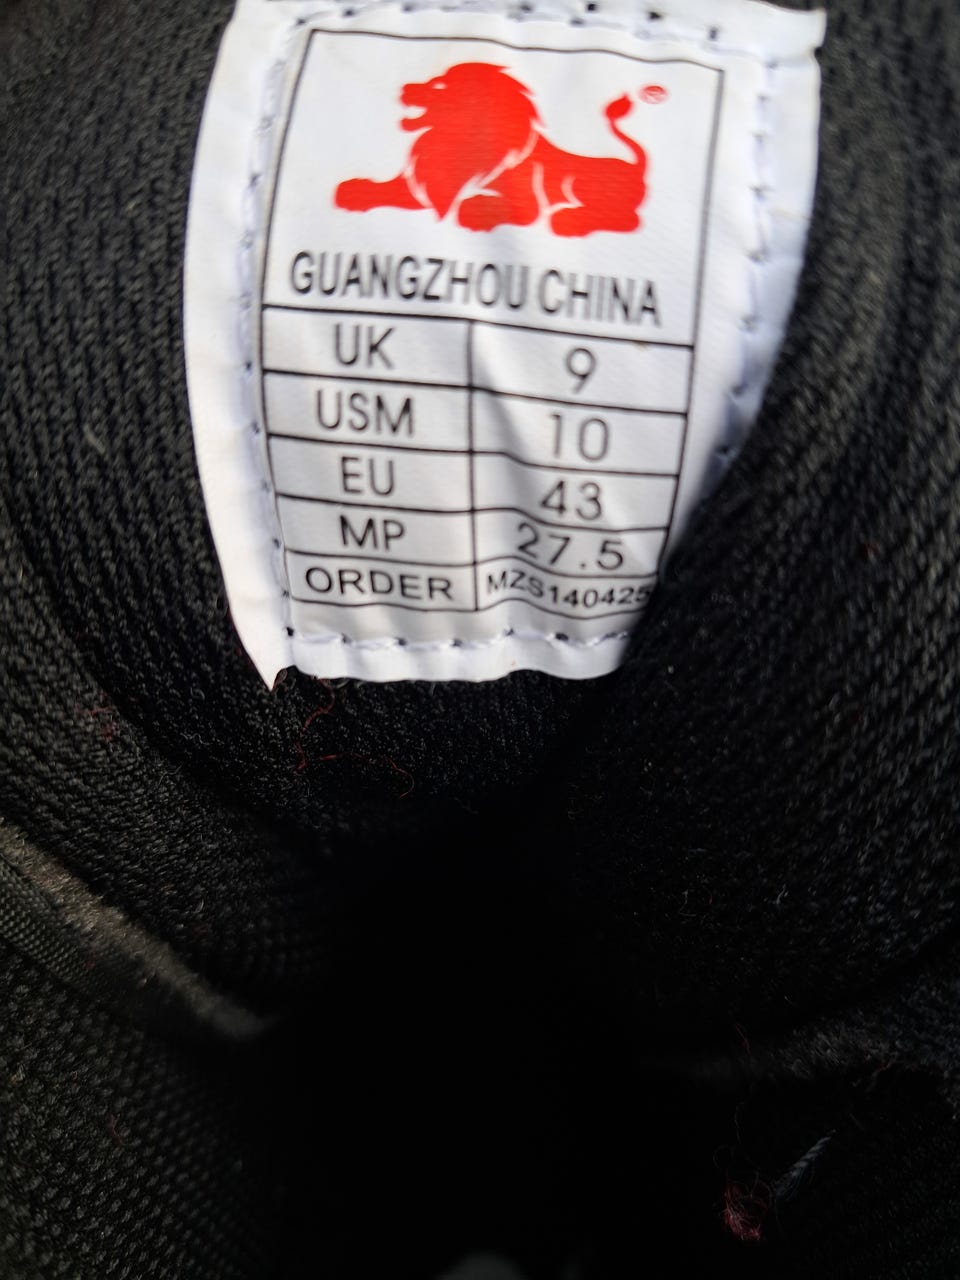 ®
GUANGZHOU CHINA
UK 9
USM 10
EU 43
MP 27.5
ORDER MZS140425